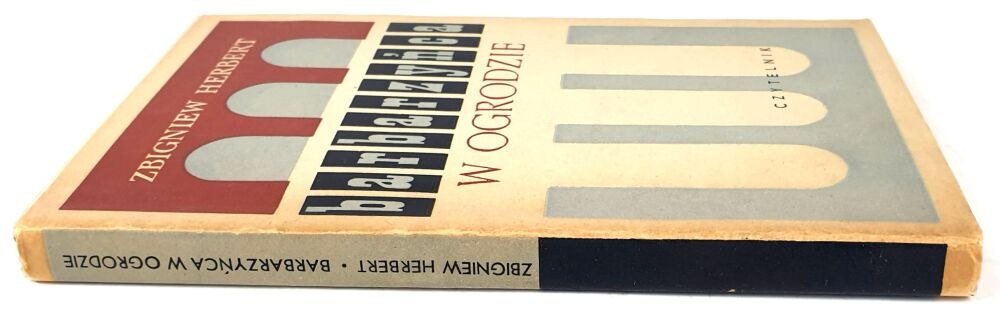 ZBIGNIEW HERBERT
barbarzyńca
W OGRODZIE
CZYTELNIK
ZBIGNIEW HERBERT • BARBARZYŃCA W OGRODZIE